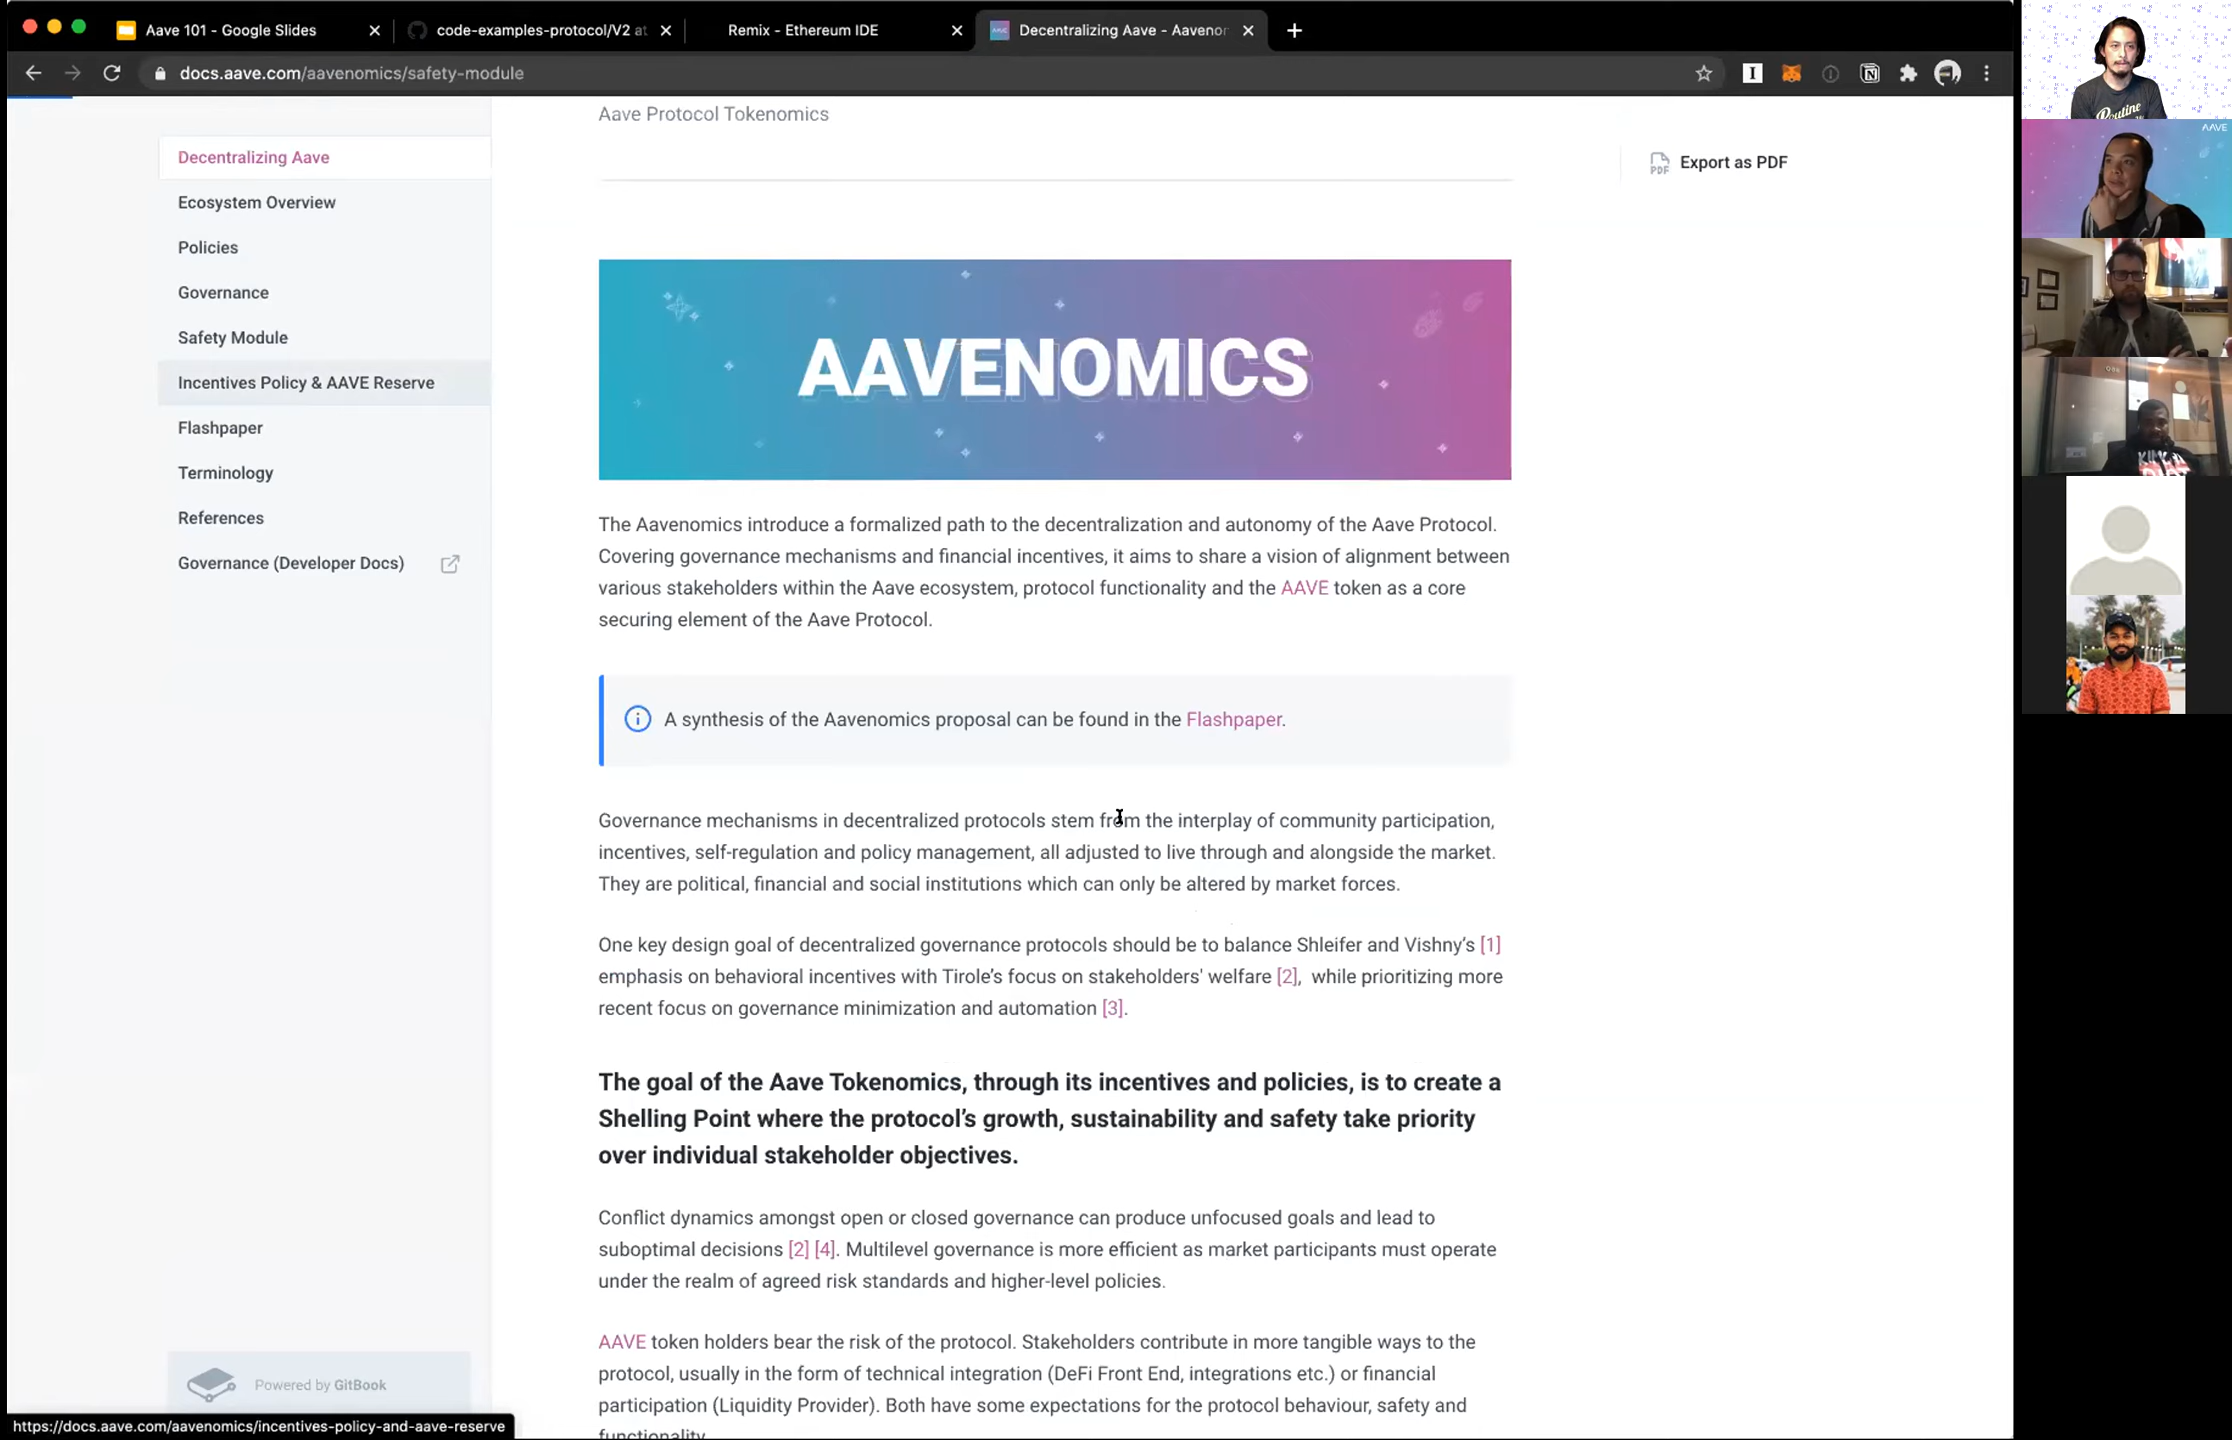 Aave 101 - Google Slides
code-examples-protocol/V2 at
Remix - Ethereum IDE
Decentralizing Aave - Aavenor
docs.aave.com/aavenomics/safety-module
Decentralizing Aave
Ecosystem Overview
Policies
Governance
Safety Module
Incentives Policy & AAVE Reserve
Flashpaper
Terminology
References
Governance (Developer Docs)
Powered by GitBook
https://docs.aave.com/aavenomics/incentives-policy-and-aave-reserve
Aave Protocol Tokenomics
PDF
Export as PDF
AAVENOMICS
The Aavenomics introduce a formalized path to the decentralization and autonomy of the Aave Protocol.
Covering governance mechanisms and financial incentives, it aims to share a vision of alignment between
various stakeholders within the Aave ecosystem, protocol functionality and the AAVE token as a core
securing element of the Aave Protocol.
A synthesis of the Aavenomics proposal can be found in the Flashpaper.
Governance mechanisms in decentralized protocols stem from the interplay of community participation,
incentives, self-regulation and policy management, all adjusted to live through and alongside the market.
They are political, financial and social institutions which can only be altered by market forces.
One key design goal of decentralized governance protocols should be to balance Shleifer and Vishny's [1]
emphasis on behavioral incentives with Tirole's focus on stakeholders' welfare [2], while prioritizing more
recent focus on governance minimization and automation [3].
The goal of the Aave Tokenomics, through its incentives and policies, is to create a
Shelling Point where the protocol's growth, sustainability and safety take priority
over individual stakeholder objectives.
Conflict dynamics amongst open or closed governance can produce unfocused goals and lead to
suboptimal decisions [2] [4]. Multilevel governance is more efficient as market participants must operate
under the realm of agreed risk standards and higher-level policies.
AAVE token holders bear the risk of the protocol. Stakeholders contribute in more tangible ways to the
protocol, usually in the form of technical integration (DeFi Front End, integrations etc.) or financial
participation (Liquidity Provider). Both have some expectations for the protocol behaviour, safety and
functionality.
Routine
AAVE